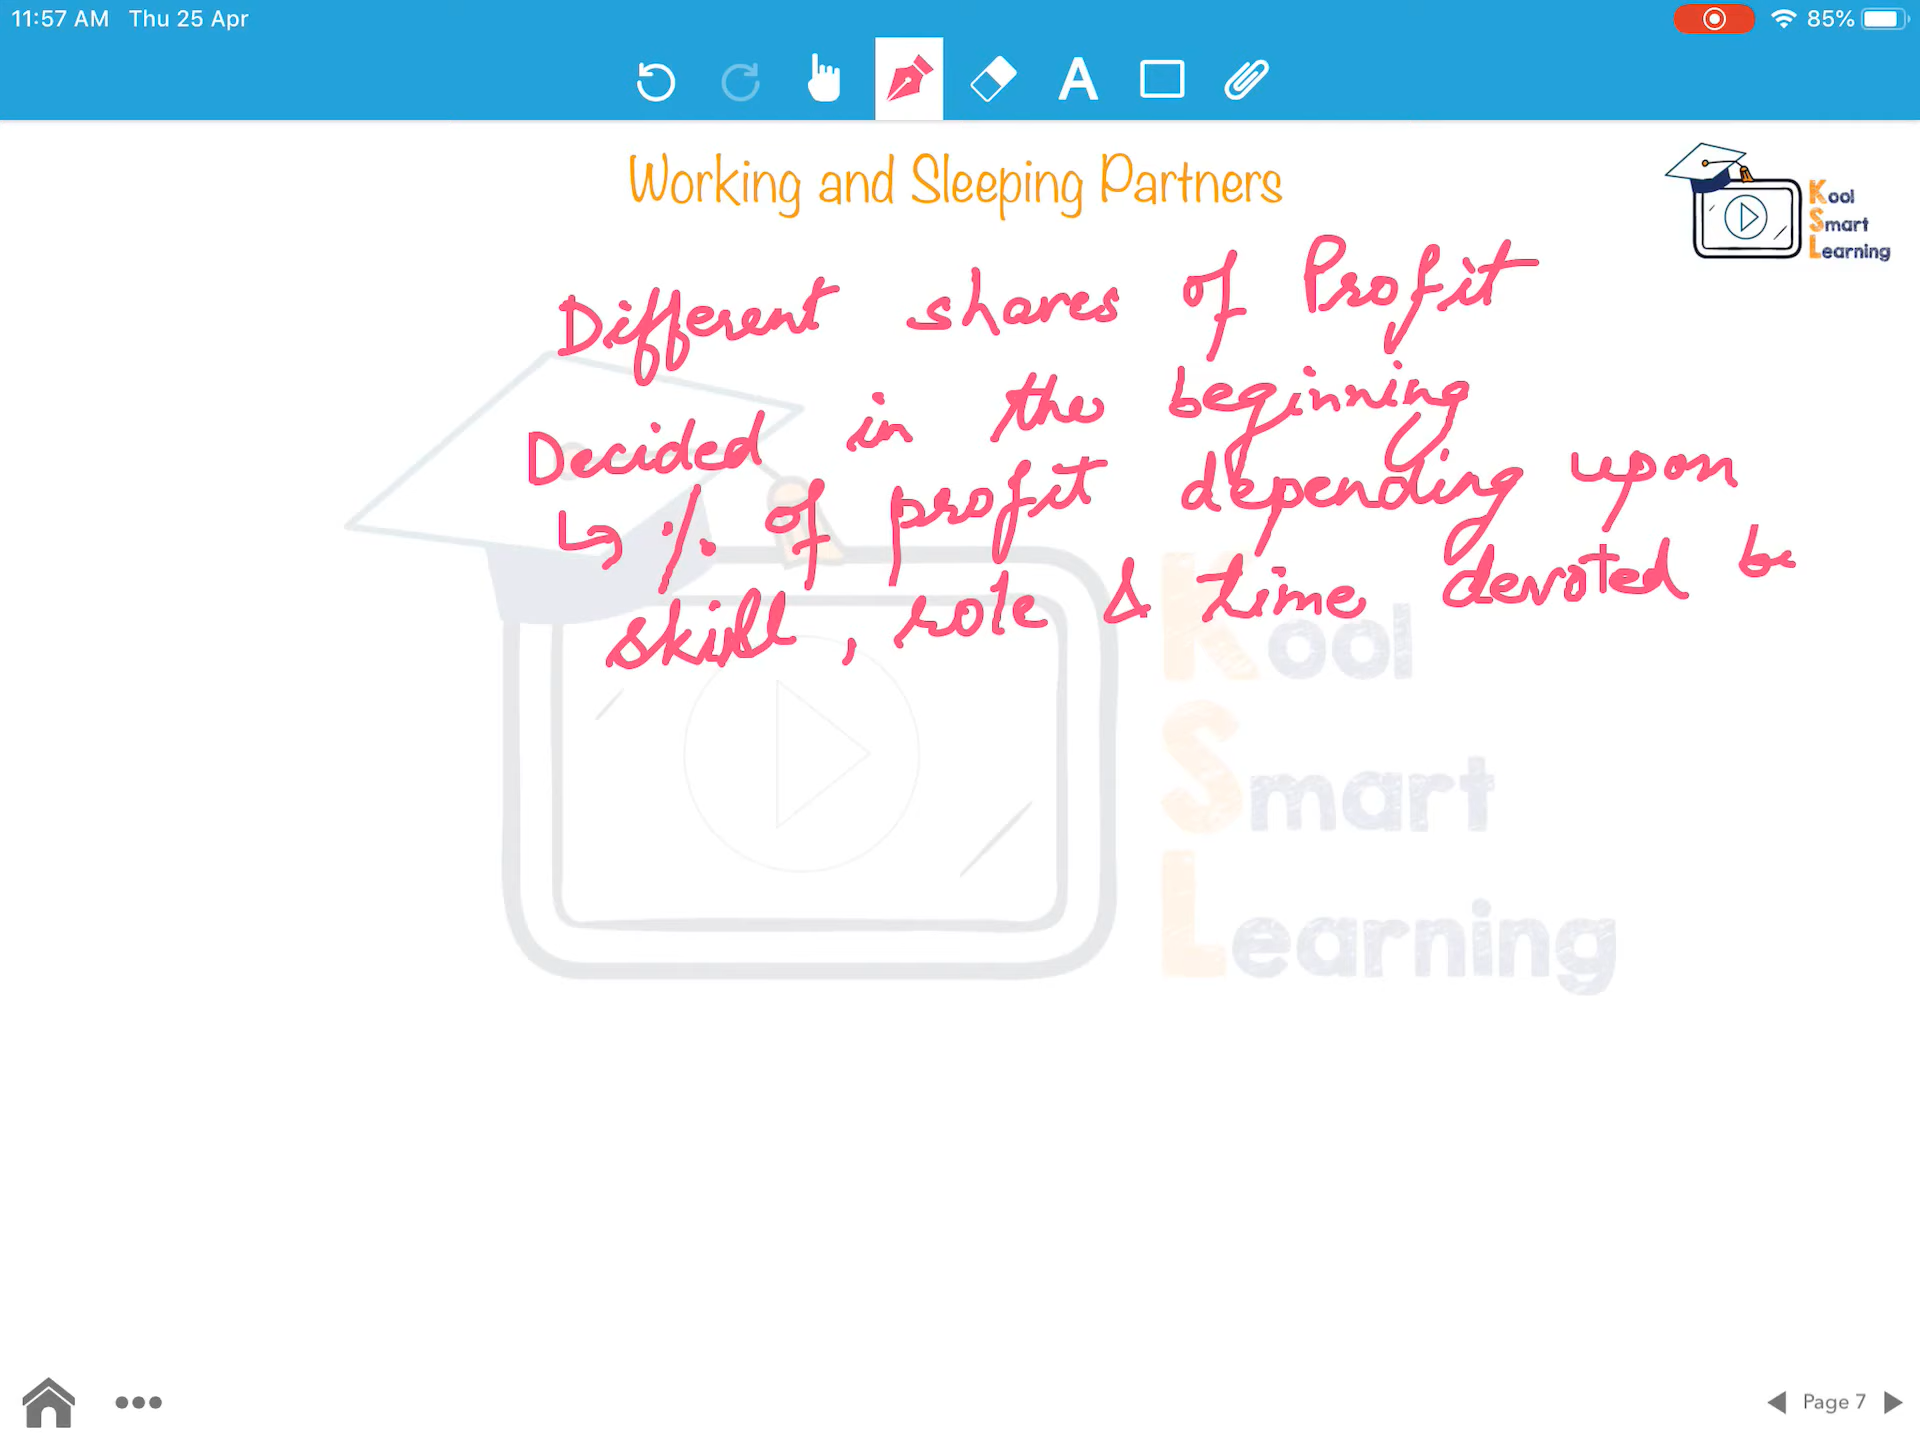 11:57 AM Thu 25 Apr 85%
A
Working and Sleeping Partners
Kool
Smart
Learning
Different shares of Profit
Decided in the beginning
↳ % of profit depending upon
skill, role & time devoted be
Kool
Smart
Learning
Page 7